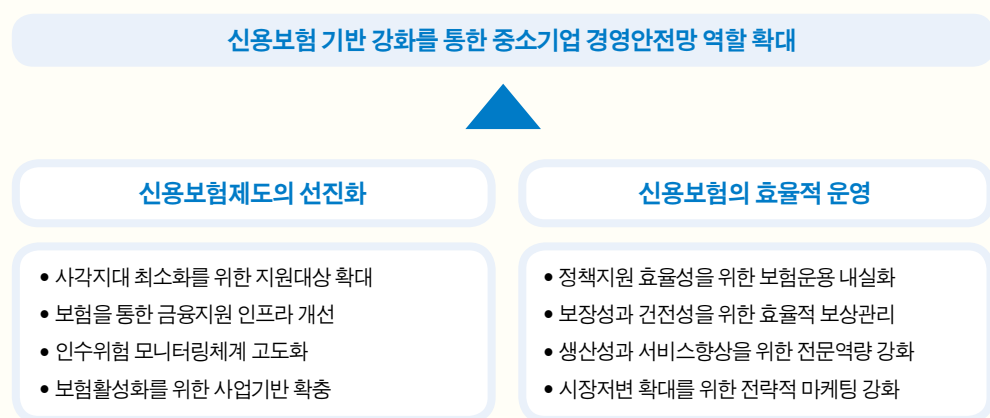 신용보험 기반 강화를 통한 중소기업 경영안전망 역할 확대
신용보험제도의 선진화
• 사각지대 최소화를 위한 지원대상 확대
• 보험을 통한 금융지원 인프라 개선
• 인수위험 모니터링체계 고도화
• 보험활성화를 위한 사업기반 확충
신용보험의 효율적 운영
• 정책지원 효율성을 위한 보험운용 내실화
• 보장성과 건전성을 위한 효율적 보상관리
• 생산성과 서비스향상을 위한 전문역량 강화
• 시장저변 확대를 위한 전략적 마케팅 강화